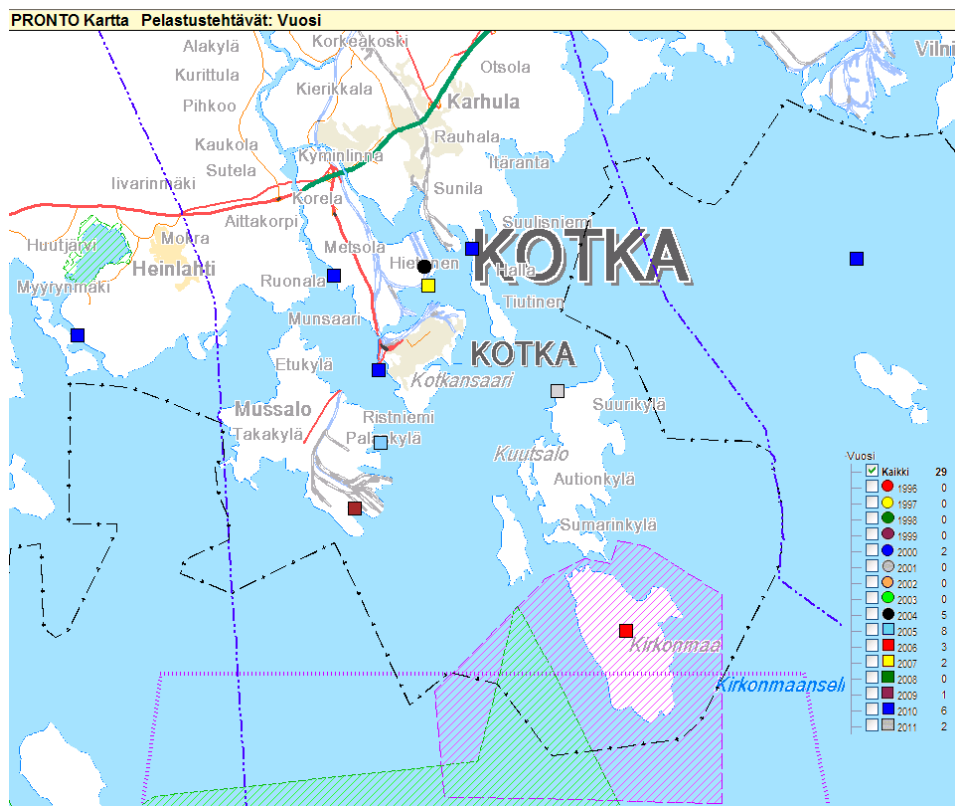 PRONTO Kartta Pelastustehtävät: Vuosi
Korkeakoski
Alakylä
Vilni
Otsola
Kurittula
Kierikkala
Karhula
Pihkoo
Rauhala
Kaukola
Kyminlinna
Itäranta
Sutela
Iivarinmäki
Sunila
Korela
Aittakorpi
Suulisniemi
Mokra
Huutjärvi
Metsola
KOTKA
Hietanen
Heinlahti
Halla
Ruonala
Myllynmäki
Tiutinen
Munsaari
KOTKA
Etukylä
Kotkansaari
Suurikylä
Mussalo
Ristniemi
Takakylä
Palaskylä
Kuutsalo
Vuosi
Kaikki 29
Autionkylä
1996 0
1997 0
1998 0
Sumarinkylä
1999 0
2000 2
2001 0
2002 0
2003 0
2004 5
2005 8
Kirkonmaa
2006 3
2007 2
2008 0
Kirkonmaanseli
2009 1
2010 6
2011 2